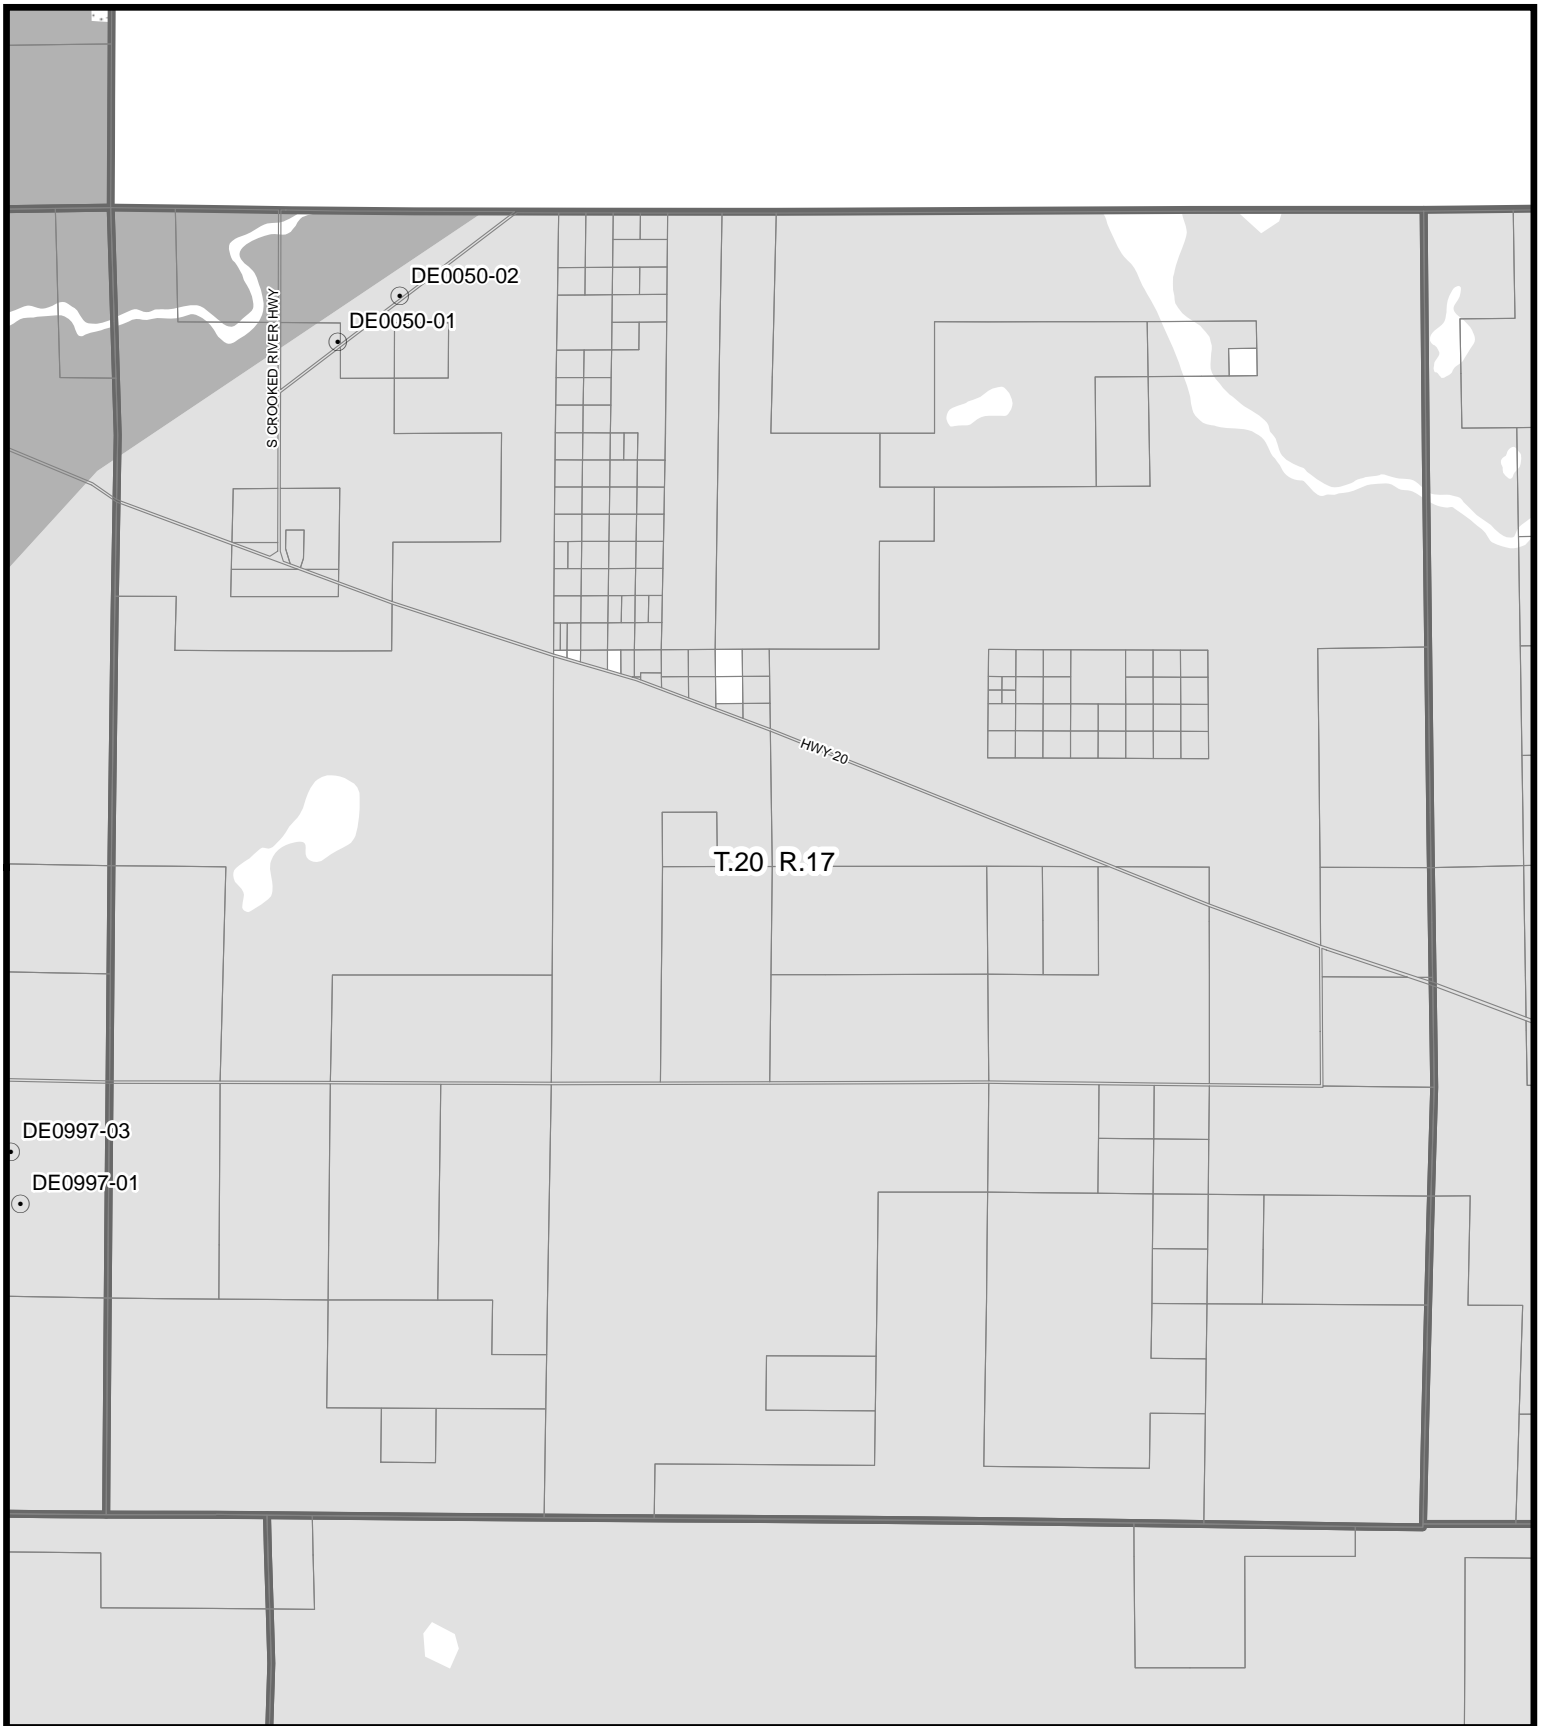 DE0050-02
DE0050-01
S CROOKED RIVER HWY
HWY 20
T.20 R.17
DE0997-03
DE0997-01